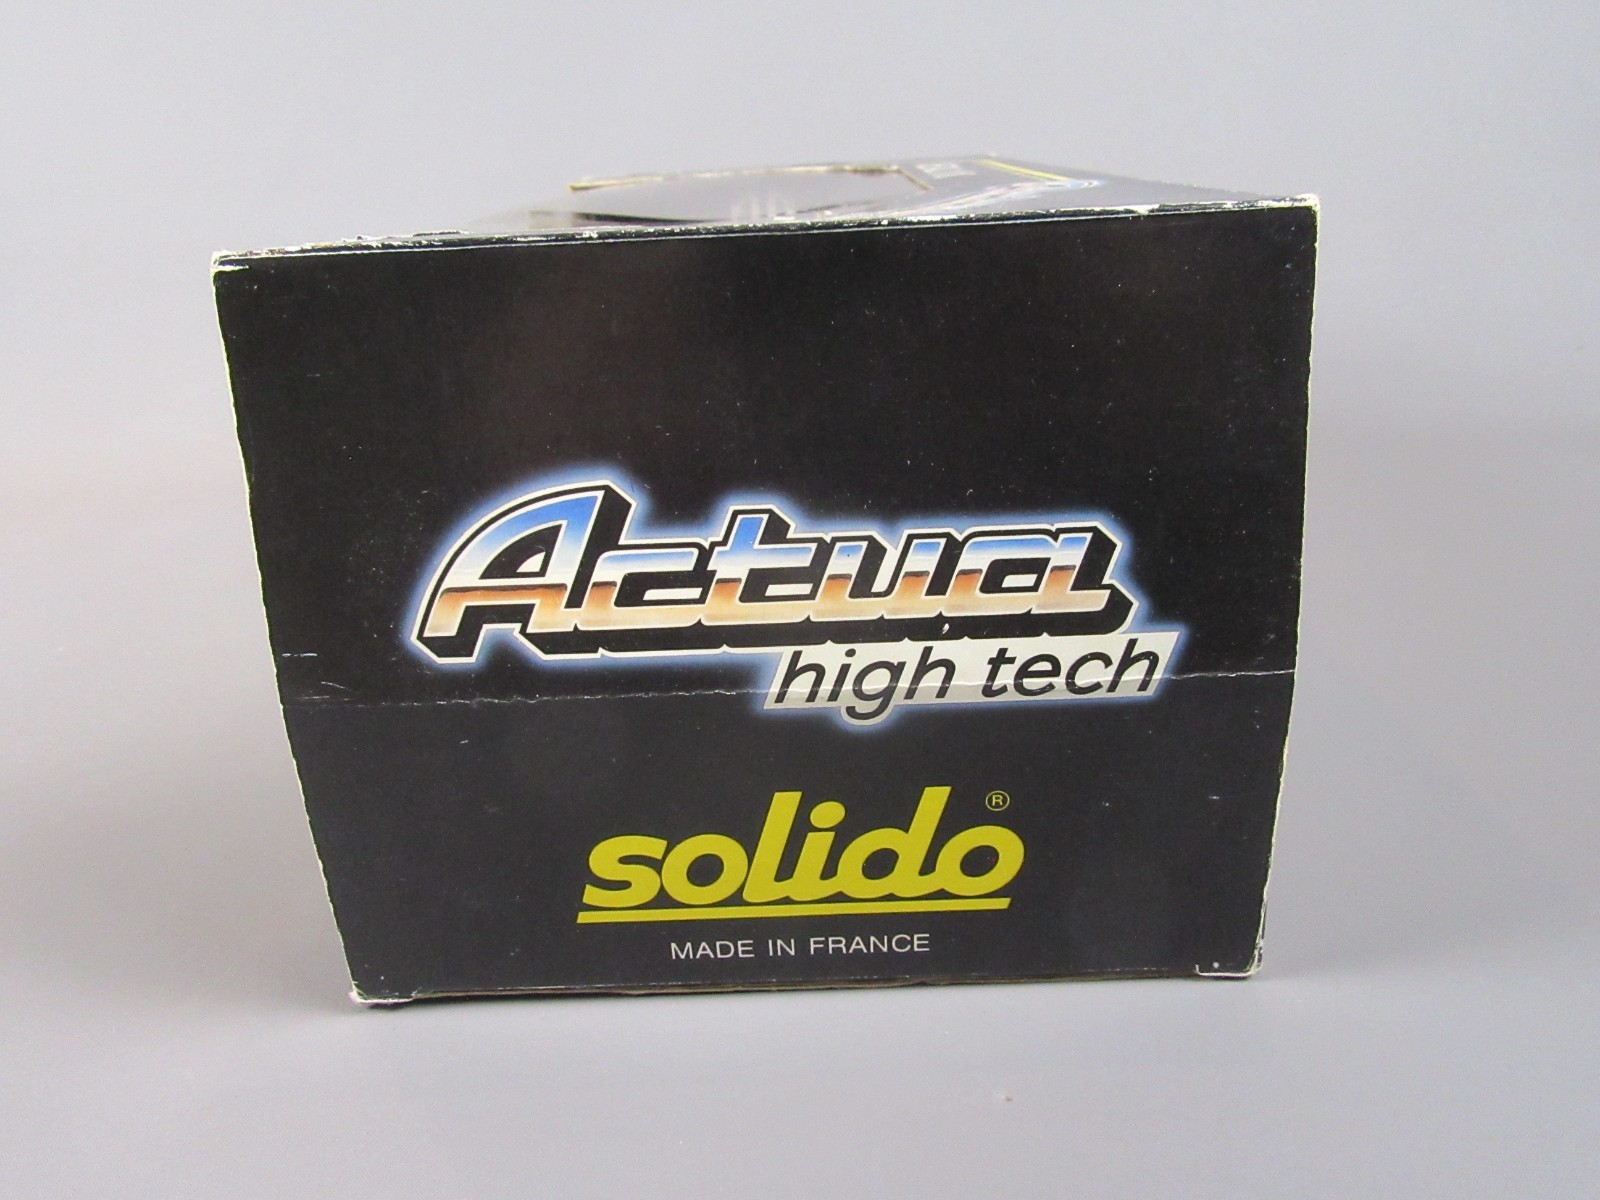 Actua
high tech
solido®
MADE IN FRANCE